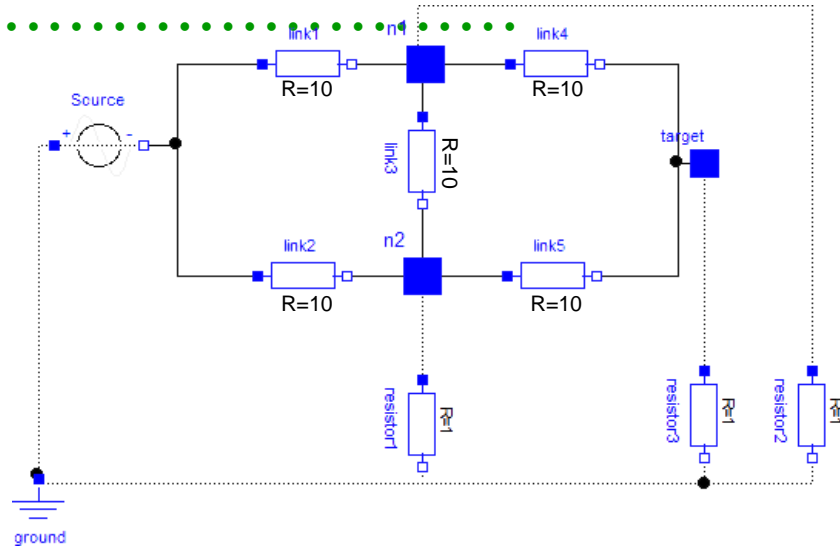 n1
link1
link4
R=10
R=10
Source
+ -
target
link3
R=10
n2
link2
link5
R=10
R=10
resistor1
R=1
resistor3
R=1
resistor2
R=1
ground